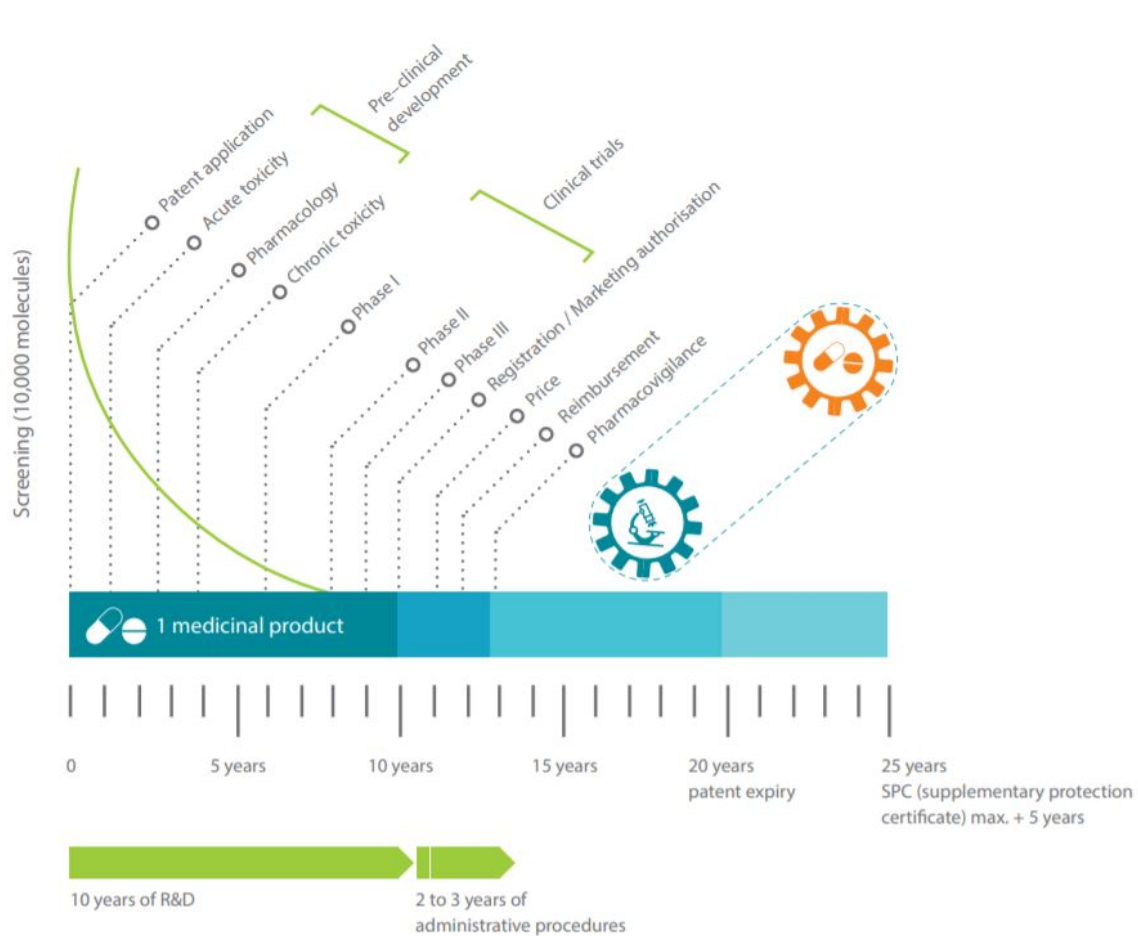 Pre–clinical
development
Clinical trials
Patent application
Acute toxicity
Pharmacology
Chronic toxicity
Phase I
Phase II
Phase III
Registration / Marketing authorisation
Price
Reimbursement
Pharmacovigilance
Screening (10,000 molecules)
1 medicinal product
0
5 years
10 years
15 years
20 years
patent expiry
25 years
SPC (supplementary protection
certificate) max. + 5 years
10 years of R&D
2 to 3 years of
administrative procedures